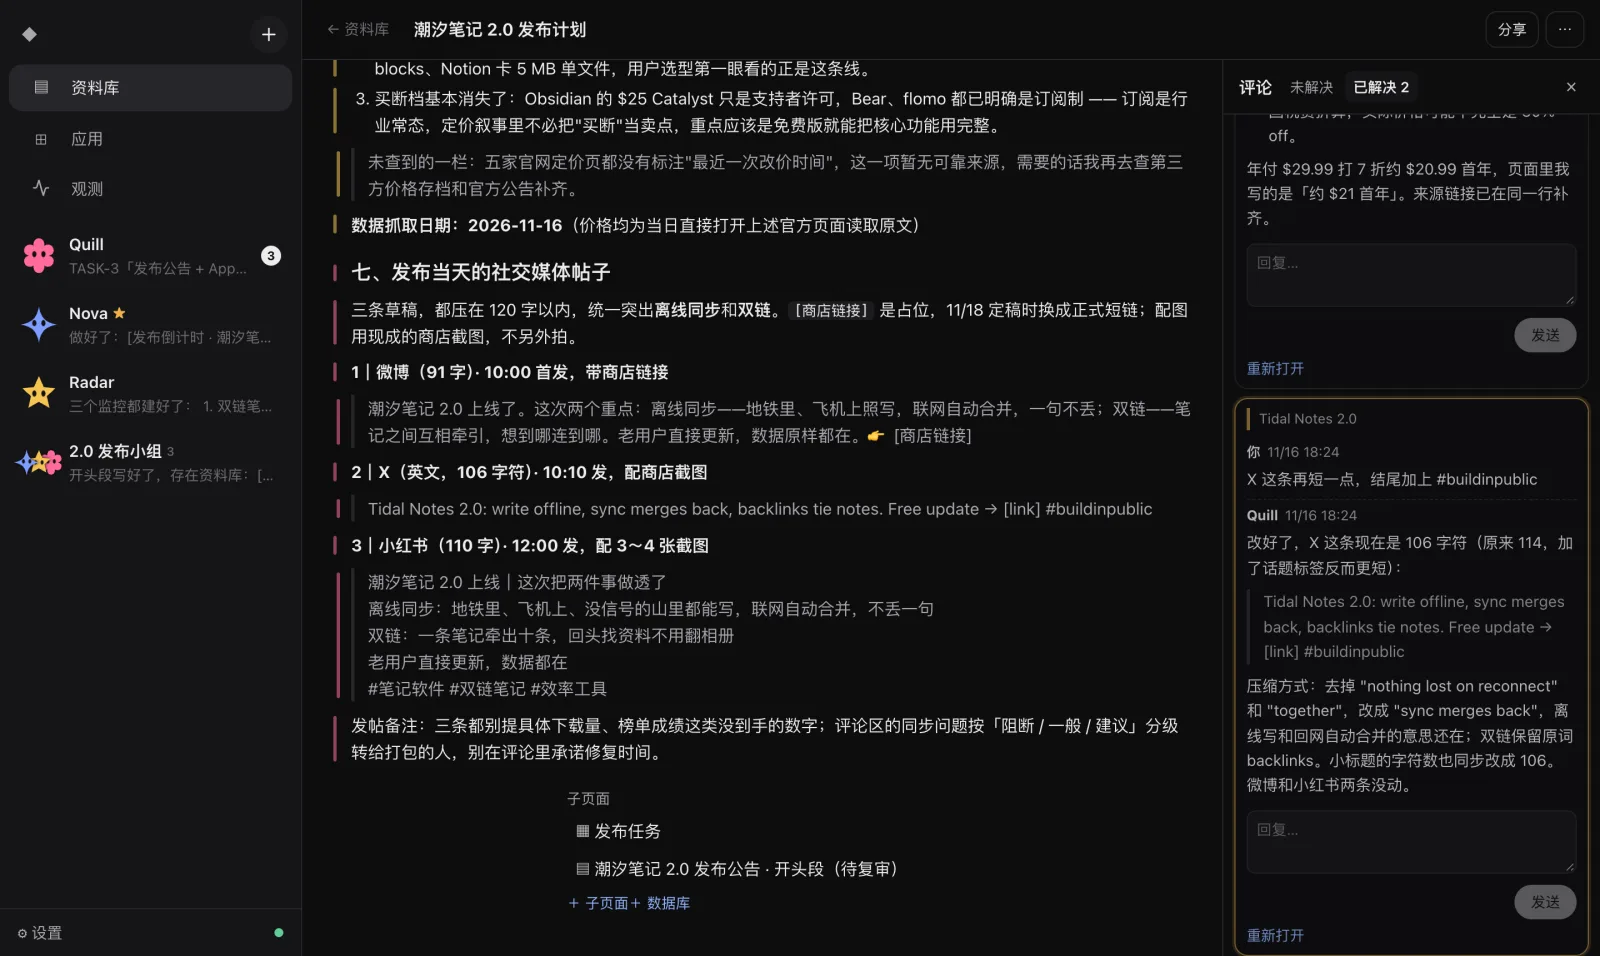 资料库
应用
观测
Quill
TASK-3「发布公告 + App...
3
Nova
做好了：[发布倒计时 · 潮汐笔...
Radar
三个监控都建好了： 1. 双链笔...
2.0 发布小组 3
开头段写好了，存在资料库：[...
设置
← 资料库
潮汐笔记 2.0 发布计划
分享
...
blocks、Notion 卡 5 MB 单文件，用户选型第一眼看的正是这条线。
3. 买断档基本消失了：Obsidian 的 $25 Catalyst 只是支持者许可，Bear、flomo 都已明确是订阅制 —— 订阅是行
业常态，定价叙事里不必把"买断"当卖点，重点应该是免费版就能把核心功能用完整。
未查到的一栏：五家官网定价页都没有标注"最近一次改价时间"，这一项暂无可靠来源，需要的话我再去查第三
方价格存档和官方公告补齐。
数据抓取日期：2026-11-16（价格均为当日直接打开上述官方页面读取原文）
七、发布当天的社交媒体帖子
三条草稿，都压在 120 字以内，统一突出离线同步和双链。 [商店链接] 是占位，11/18 定稿时换成正式短链；配图
用现成的商店截图，不另外拍。
1｜微博（91 字）· 10:00 首发，带商店链接
潮汐笔记 2.0 上线了。这次两个重点：离线同步——地铁里、飞机上照写，联网自动合并，一句不丢；双链——笔
记之间互相牵引，想到哪连到哪。老用户直接更新，数据原样都在。👉 [商店链接]
2｜X（英文，106 字符）· 10:10 发，配商店截图
Tidal Notes 2.0: write offline, sync merges back, backlinks tie notes. Free update → [link] #buildinpublic
3｜小红书（110 字）· 12:00 发，配 3～4 张截图
潮汐笔记 2.0 上线｜这次把两件事做透了
离线同步：地铁里、飞机上、没信号的山里都能写，联网自动合并，不丢一句
双链：一条笔记牵出十条，回头找资料不用翻相册
老用户直接更新，数据都在
#笔记软件 #双链笔记 #效率工具
发帖备注：三条都别提具体下载量、榜单成绩这类没到手的数字；评论区的同步问题按「阻断 / 一般 / 建议」分级
转给打包的人，别在评论里承诺修复时间。
子页面
发布任务
潮汐笔记 2.0 发布公告 · 开头段（待复审）
+ 子页面 + 数据库
评论 未解决 已解决 2 ×
off。
年付 $29.99 打 7 折约 $20.99 首年，页面里我
写的是「约 $21 首年」。来源链接已在同一行补
齐。
回复...
发送
重新打开
Tidal Notes 2.0
你 11/16 18:24
X 这条再短一点，结尾加上 #buildinpublic
Quill 11/16 18:24
改好了，X 这条现在是 106 字符（原来 114，加
了话题标签反而更短）：
Tidal Notes 2.0: write offline, sync merges
back, backlinks tie notes. Free update →
[link] #buildinpublic
压缩方式：去掉 "nothing lost on reconnect"
和 "together"，改成 "sync merges back"，离
线写和回网自动合并的意思还在；双链保留原词
backlinks。小标题的字符数也同步改成 106。
微博和小红书两条没动。
回复...
发送
重新打开